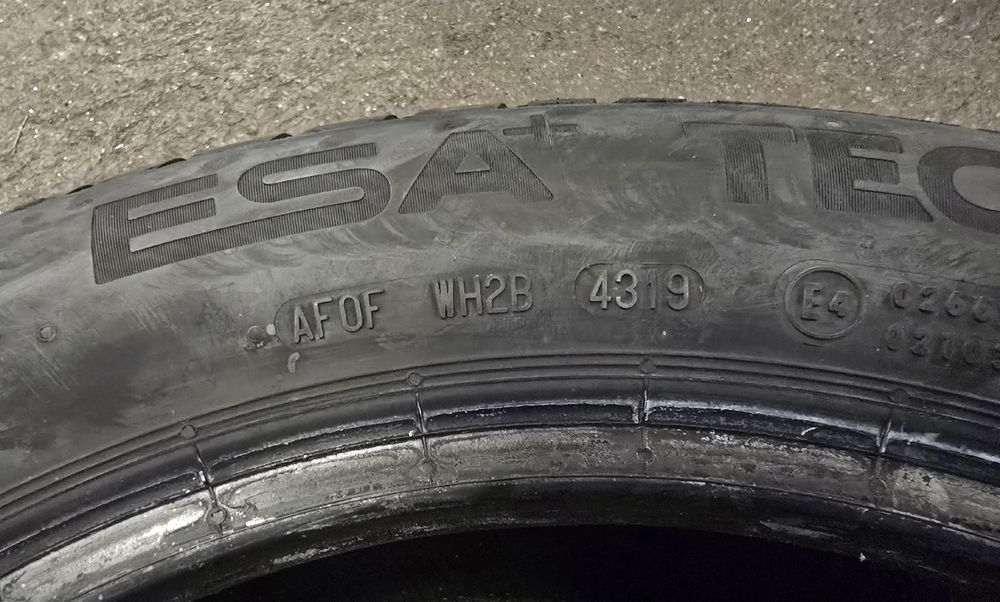 ESA+ TEC
AF0F WH2B 4319 E4